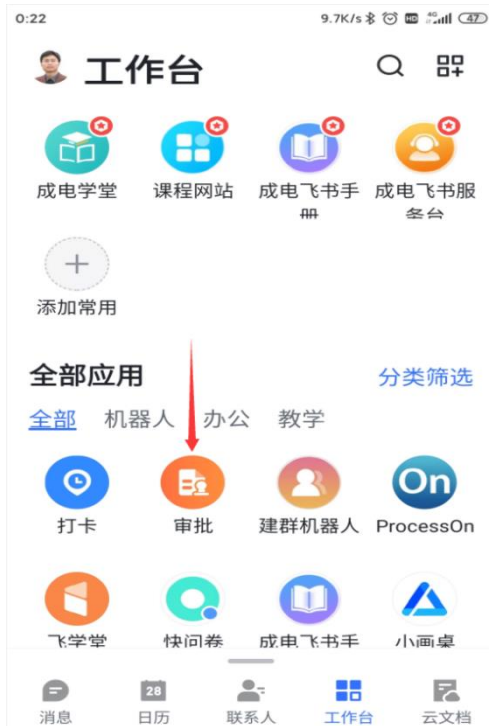 0:22 9.7K/s HD 4G 42
工作台
成电学堂 课程网站 成电飞书手册 成电飞书服务台
添加常用
全部应用 分类筛选
全部 机器人 办公 教学
On
打卡 审批 建群机器人 ProcessOn
飞学堂 快问卷 成电飞书手 小画桌
28
消息 日历 联系人 工作台 云文档